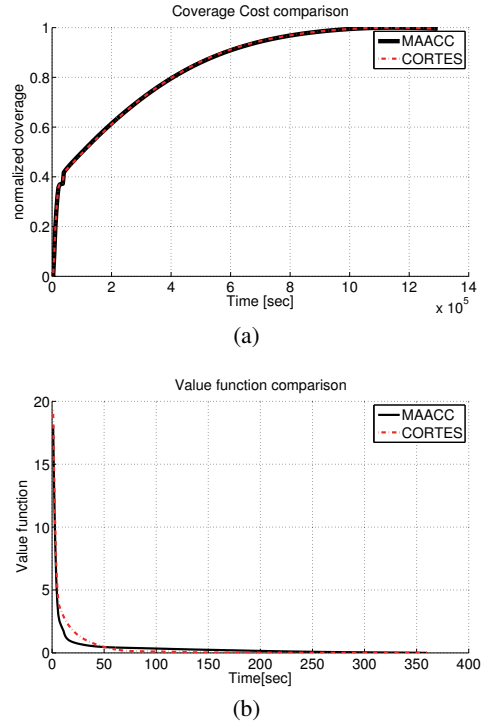 Coverage Cost comparison
1
0.8
0.6
0.4
0.2
0
normalized coverage
MAACC
CORTES
0 2 4 6 8 10 12 14
Time [sec]
x 10⁵
(a)
Value function comparison
20
15
10
5
0
Value function
MAACC
CORTES
0 50 100 150 200 250 300 350 400
Time[sec]
(b)